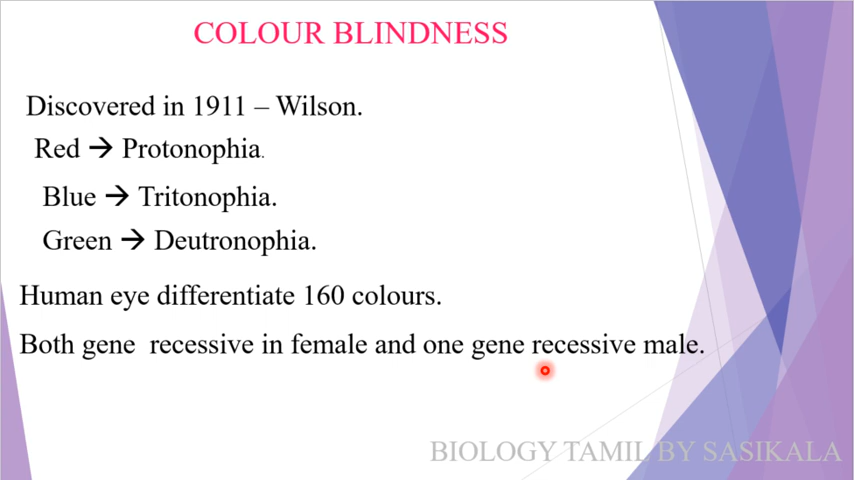 COLOUR BLINDNESS
Discovered in 1911 – Wilson.
Red → Protonophia.
Blue → Tritonophia.
Green → Deutronophia.
Human eye differentiate 160 colours.
Both gene recessive in female and one gene recessive male.
BIOLOGY TAMIL BY SASIKALA